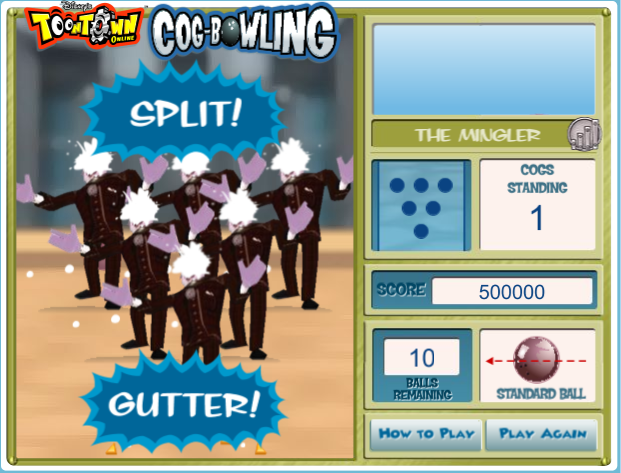 Disney's
TOONTOWN
ONLINE
COG-BOWLING
SPLIT!
THE MINGLER
COGS
STANDING
1
SCORE 500000
10
BALLS
REMAINING
STANDARD BALL
GUTTER!
HOW TO PLAY PLAY AGAIN